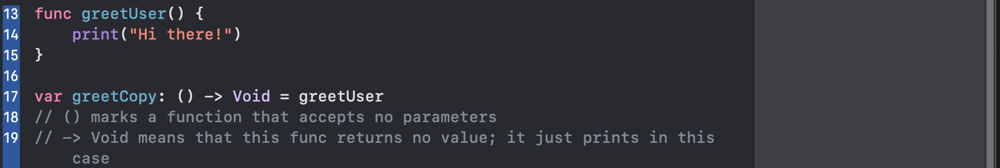 13 func greetUser() {
14     print("Hi there!")
15 }
16
17 var greetCopy: () -> Void = greetUser
18 // () marks a function that accepts no parameters
19 // -> Void means that this func returns no value; it just prints in this
case